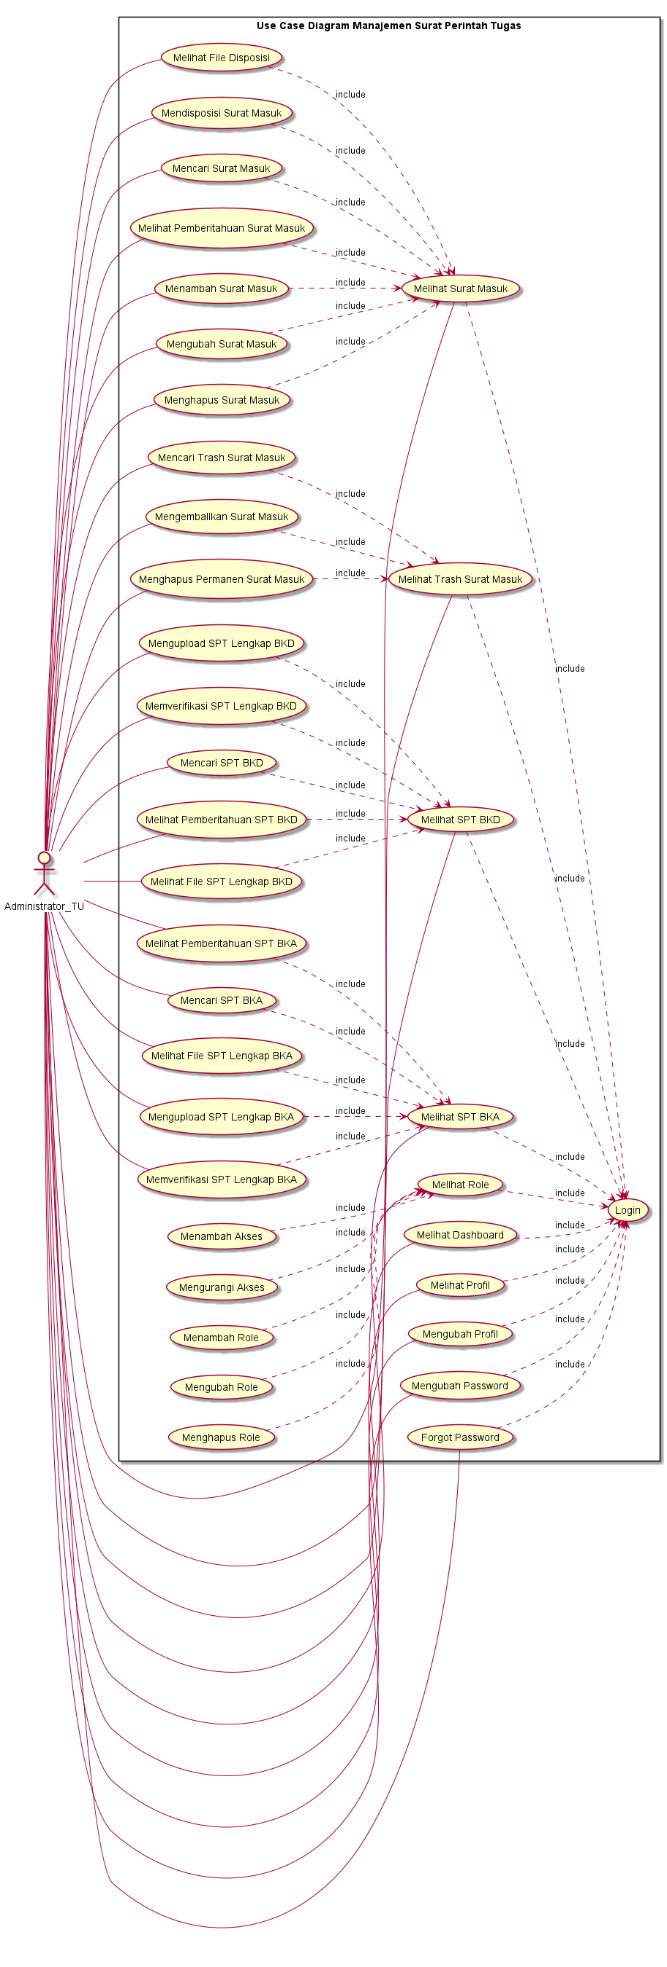 Use Case Diagram Manajemen Surat Perintah Tugas
Melihat File Disposisi
include
Mendisposisi Surat Masuk
include
Mencari Surat Masuk
include
Melihat Pemberitahuan Surat Masuk
include
Menambah Surat Masuk
include
Melihat Surat Masuk
include
Mengubah Surat Masuk
include
Menghapus Surat Masuk
Mencari Trash Surat Masuk
include
Mengembalikan Surat Masuk
include
Menghapus Permanen Surat Masuk
include
Melihat Trash Surat Masuk
Mengupload SPT Lengkap BKD
include
include
Memverifikasi SPT Lengkap BKD
include
Mencari SPT BKD
include
Melihat Pemberitahuan SPT BKD
include
Melihat SPT BKD
include
Melihat File SPT Lengkap BKD
include
Administrator_TU
Melihat Pemberitahuan SPT BKA
include
Mencari SPT BKA
include
include
Melihat File SPT Lengkap BKA
include
Mengupload SPT Lengkap BKA
include
Melihat SPT BKA
include
Memverifikasi SPT Lengkap BKA
include
Melihat Role
include
include
Login
Menambah Akses
include
Melihat Dashboard
include
include
Mengurangi Akses
include
Melihat Profil
include
Menambah Role
include
Mengubah Profil
include
include
Mengubah Role
Mengubah Password
include
Menghapus Role
Forgot Password